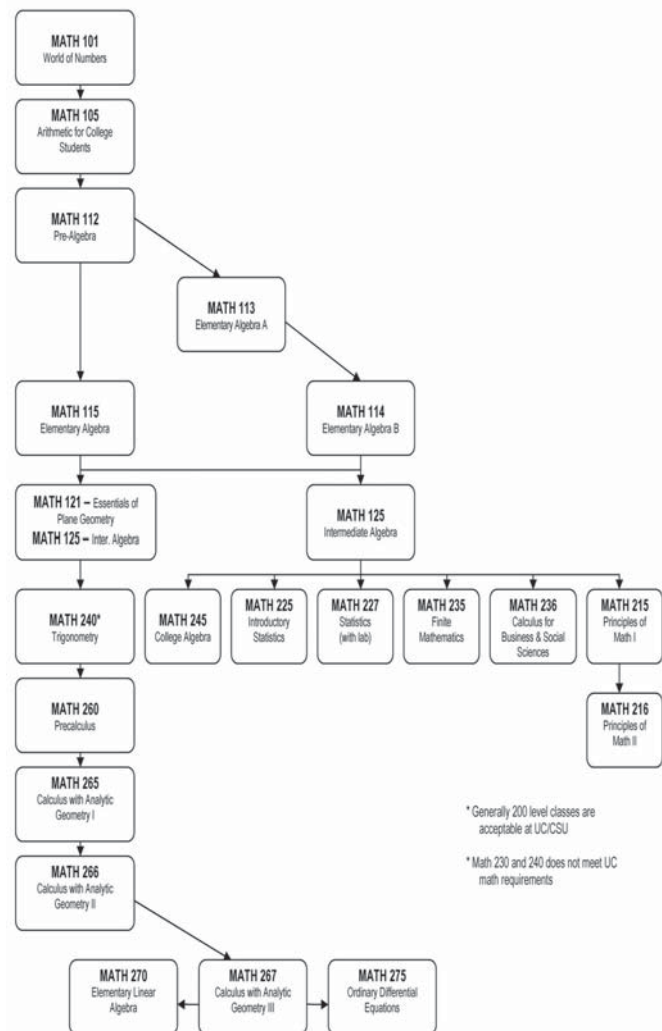 MATH 101
World of Numbers
MATH 105
Arithmetic for College
Students
MATH 112
Pre-Algebra
MATH 113
Elementary Algebra A
MATH 115
Elementary Algebra
MATH 114
Elementary Algebra B
MATH 121 – Essentials of
Plane Geometry
MATH 125 – Inter. Algebra
MATH 125
Intermediate Algebra
MATH 240*
Trigonometry
MATH 245
College Algebra
MATH 225
Introductory
Statistics
MATH 227
Statistics
(with lab)
MATH 235
Finite
Mathematics
MATH 236
Calculus for
Business & Social
Sciences
MATH 215
Principles of
Math I
MATH 260
Precalculus
MATH 216
Principles of
Math II
MATH 265
Calculus with Analytic
Geometry I
* Generally 200 level classes are
acceptable at UC/CSU
MATH 266
Calculus with Analytic
Geometry II
* Math 230 and 240 does not meet UC
math requirements
MATH 270
Elementary Linear
Algebra
MATH 267
Calculus with Analytic
Geometry III
MATH 275
Ordinary Differential
Equations